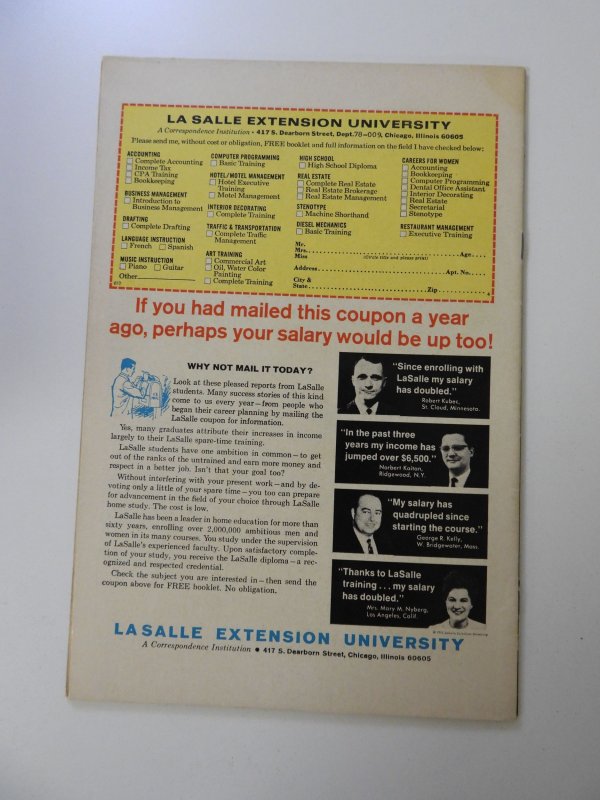 LA SALLE EXTENSION UNIVERSITY
A Correspondence Institution • 417 S. Dearborn Street, Dept. 78-009, Chicago, Illinois 60605
Please send me, without cost or obligation, FREE booklet and full information on the field I have checked below:
ACCOUNTING
Complete Accounting
Income Tax
CPA Training
Bookkeeping
BUSINESS MANAGEMENT
Introduction to
Business Management
DRAFTING
Complete Drafting
LANGUAGE INSTRUCTION
French Spanish
MUSIC INSTRUCTION
Piano Guitar
Other
COMPUTER PROGRAMMING
Basic Training
HOTEL/MOTEL MANAGEMENT
Hotel Executive
Training
Motel Management
INTERIOR DECORATING
Complete Training
TRAFFIC & TRANSPORTATION
Complete Traffic
Management
ART TRAINING
Commercial Art
Oil, Water Color
Painting
Complete Training
HIGH SCHOOL
High School Diploma
REAL ESTATE
Complete Real Estate
Real Estate Brokerage
Real Estate Management
STENOTYPE
Machine Shorthand
DIESEL MECHANICS
Basic Training
CAREERS FOR WOMEN
Accounting
Bookkeeping
Computer Programming
Dental Office Assistant
Interior Decorating
Real Estate
Secretarial
Stenotype
RESTAURANT MANAGEMENT
Executive Training
Mr.
Mrs.
Miss Age
(Circle title and please print)
Address Apt. No.
City &
State Zip
If you had mailed this coupon a year
ago, perhaps your salary would be up too!
WHY NOT MAIL IT TODAY?
Look at these pleased reports from LaSalle
students. Many success stories of this kind
come to us every year—from people who
began their career planning by mailing the
LaSalle coupon for information.
Yes, many graduates attribute their increases in income
largely to their LaSalle spare-time training.
LaSalle students have one ambition in common—to get
out of the ranks of the untrained and earn more money and
respect in a better job. Isn't that your goal too?
Without interfering with your present work—and by de-
voting only a little of your spare time—you too can prepare
for advancement in the field of your choice through LaSalle
home study. The cost is low.
LaSalle has been a leader in home education for more than
sixty years, enrolling over 2,000,000 ambitious men and
women in its many courses. You study under the supervision
of LaSalle's experienced faculty. Upon satisfactory comple-
tion of your study, you receive the LaSalle diploma—a rec-
ognized and respected credential.
Check the subject you are interested in—then send the
coupon above for FREE booklet. No obligation.
"Since enrolling with
LaSalle my salary
has doubled."
Robert Kubec,
St. Cloud, Minnesota.
"In the past three
years my income has
jumped over $6,500."
Norbert Kaitan,
Ridgewood, N.Y.
"My salary has
quadrupled since
starting the course."
George R. Kelly,
W. Bridgewater, Mass.
"Thanks to LaSalle
training . . . my salary
has doubled."
Mrs. Mary M. Nyberg,
Los Angeles, Calif.
LA SALLE EXTENSION UNIVERSITY
A Correspondence Institution • 417 S. Dearborn Street, Chicago, Illinois 60605